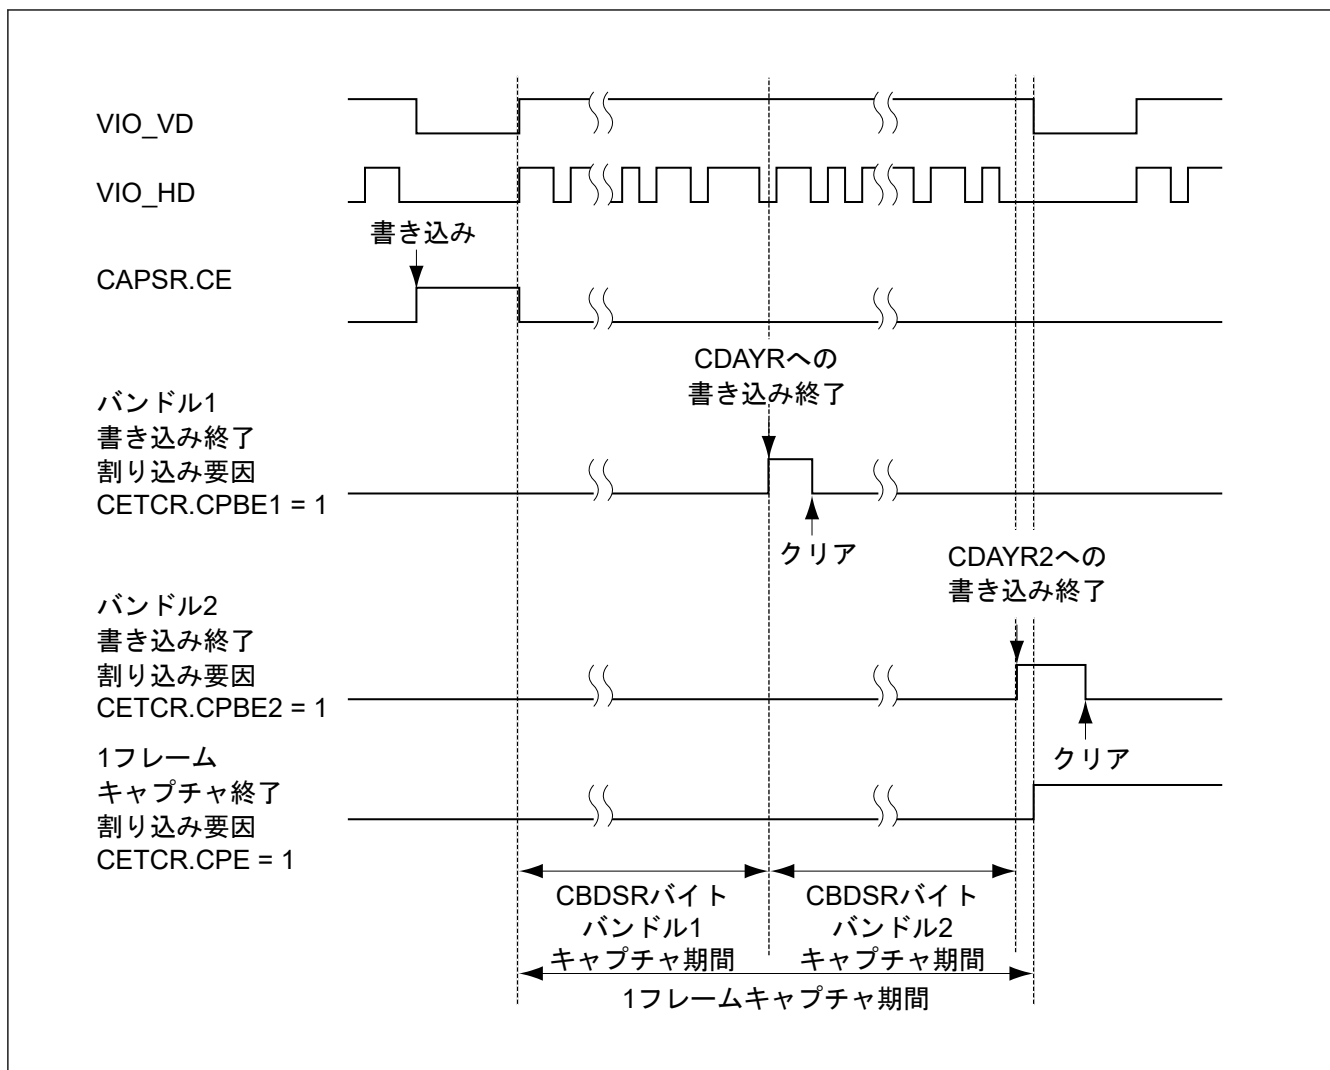 VIO_VD
VIO_HD
書き込み
CAPSR.CE
CDAYRへの
書き込み終了
バンドル1
書き込み終了
割り込み要因
CETCR.CPBE1 = 1
クリア
CDAYR2への
書き込み終了
バンドル2
書き込み終了
割り込み要因
CETCR.CPBE2 = 1
クリア
1フレーム
キャプチャ終了
割り込み要因
CETCR.CPE = 1
CBDSRバイト
バンドル1
キャプチャ期間
CBDSRバイト
バンドル2
キャプチャ期間
1フレームキャプチャ期間